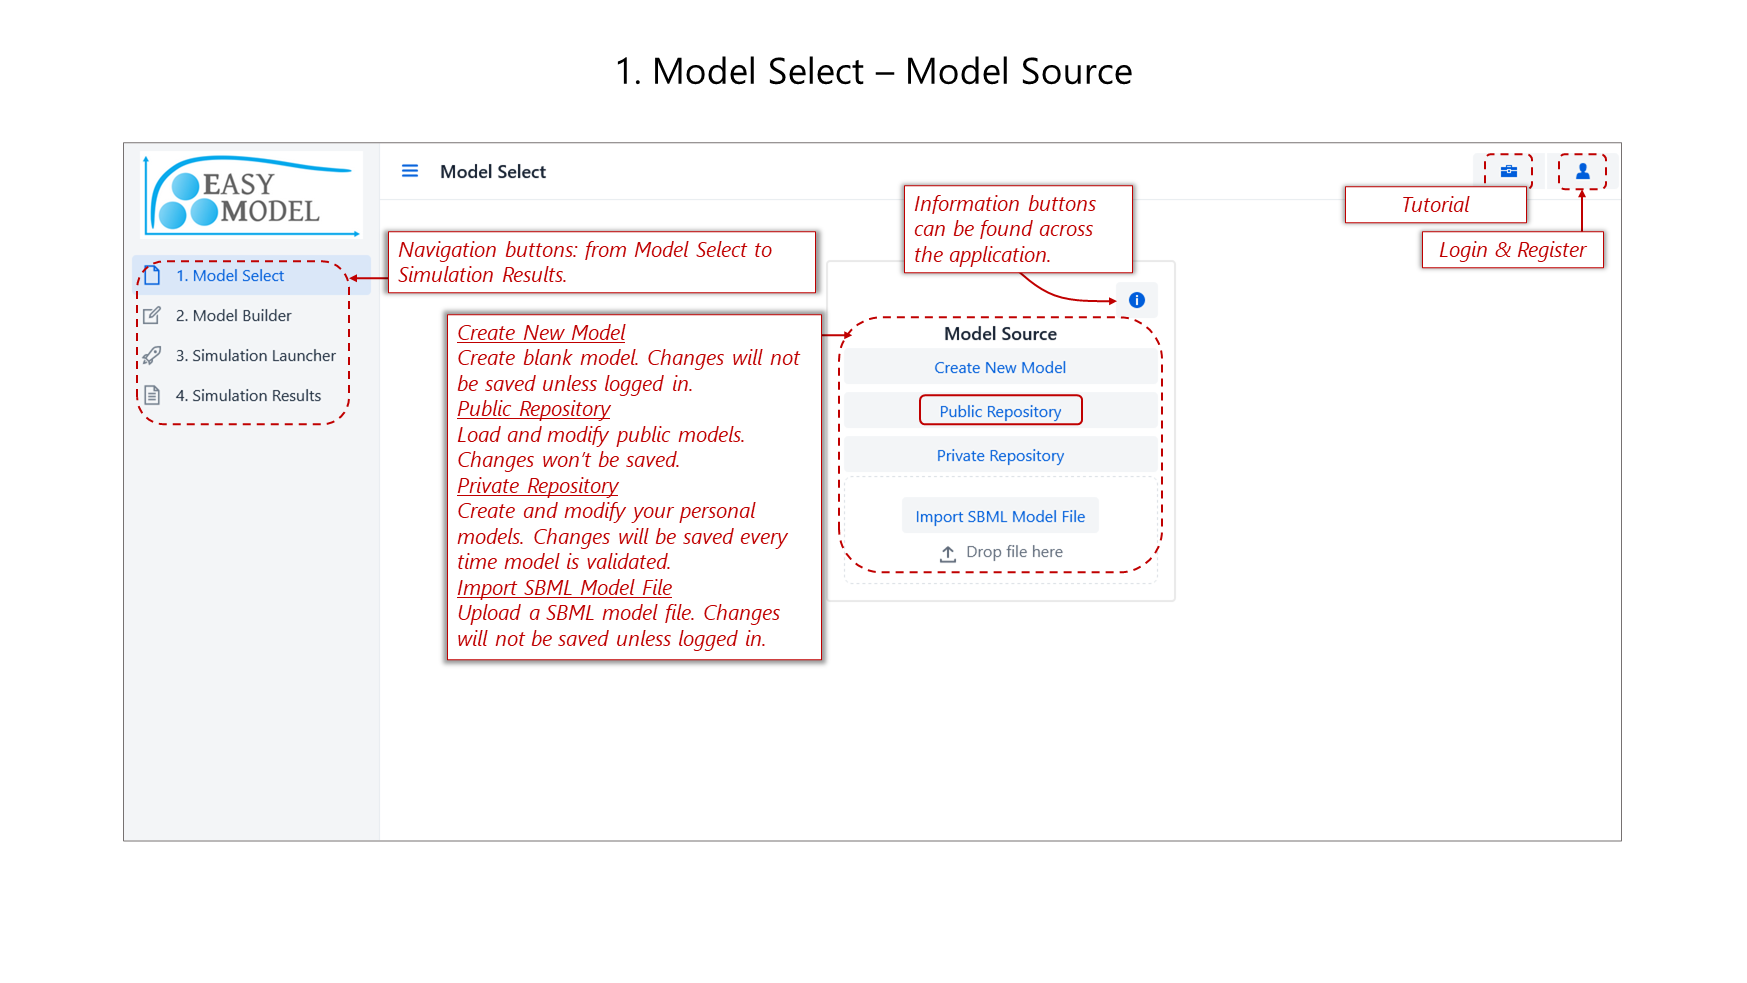 1. Model Select – Model Source
EASY
MODEL
Model Select
1. Model Select
2. Model Builder
3. Simulation Launcher
4. Simulation Results
Navigation buttons: from Model Select to
Simulation Results.
Information buttons
can be found across
the application.
Tutorial
Login & Register
Create New Model
Create blank model. Changes will not
be saved unless logged in.
Public Repository
Load and modify public models.
Changes won't be saved.
Private Repository
Create and modify your personal
models. Changes will be saved every
time model is validated.
Import SBML Model File
Upload a SBML model file. Changes
will not be saved unless logged in.
Model Source
Create New Model
Public Repository
Private Repository
Import SBML Model File
Drop file here